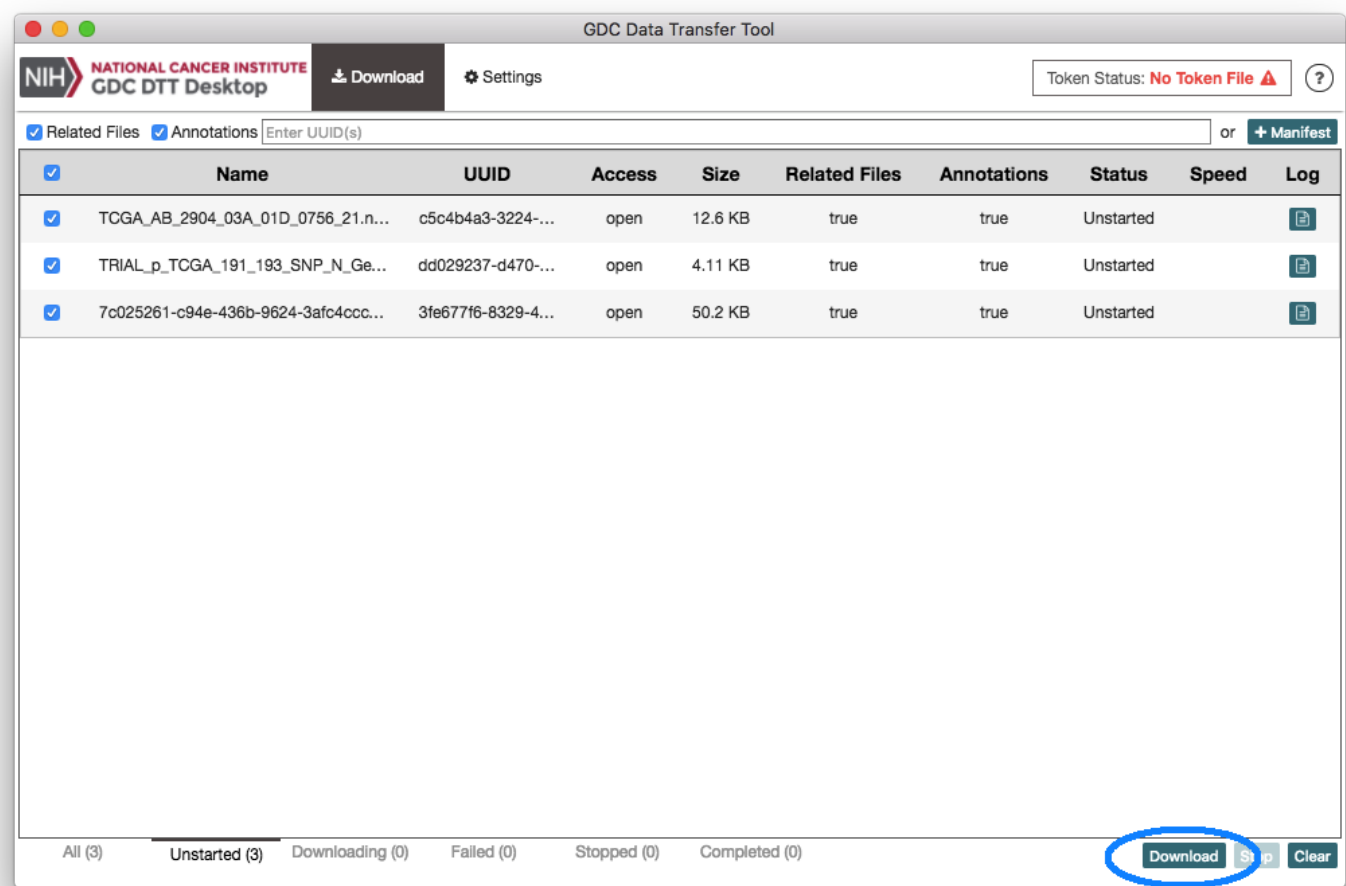 GDC Data Transfer Tool
NIH NATIONAL CANCER INSTITUTE GDC DTT Desktop Download Settings Token Status: No Token File ?
Related Files Annotations Enter UUID(s) or + Manifest
Name UUID Access Size Related Files Annotations Status Speed Log
TCGA_AB_2904_03A_01D_0756_21.n... c5c4b4a3-3224-... open 12.6 KB true true Unstarted
TRIAL_p_TCGA_191_193_SNP_N_Ge... dd029237-d470-... open 4.11 KB true true Unstarted
7c025261-c94e-436b-9624-3afc4ccc... 3fe677f6-8329-4... open 50.2 KB true true Unstarted
All (3) Unstarted (3) Downloading (0) Failed (0) Stopped (0) Completed (0) Download Stop Clear